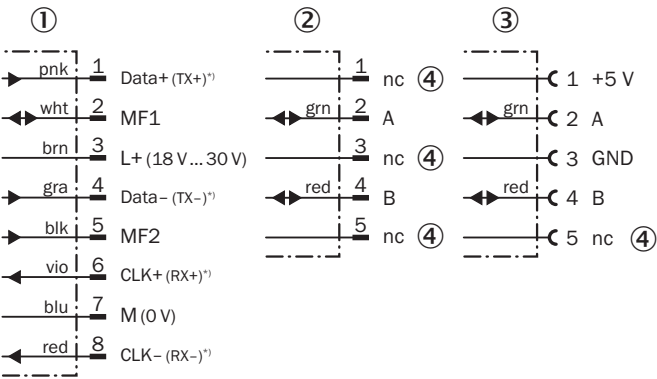 ① ② ③
pnk 1 Data+ (TX+)*)
wht 2 MF1
brn 3 L+ (18 V...30 V)
gra 4 Data– (TX–)*)
blk 5 MF2
vio 6 CLK+ (RX+)*)
blu 7 M (0 V)
red 8 CLK– (RX–)*)
1 nc ④
grn 2 A
3 nc ④
red 4 B
5 nc ④
1 +5 V
grn 2 A
3 GND
red 4 B
5 nc ④